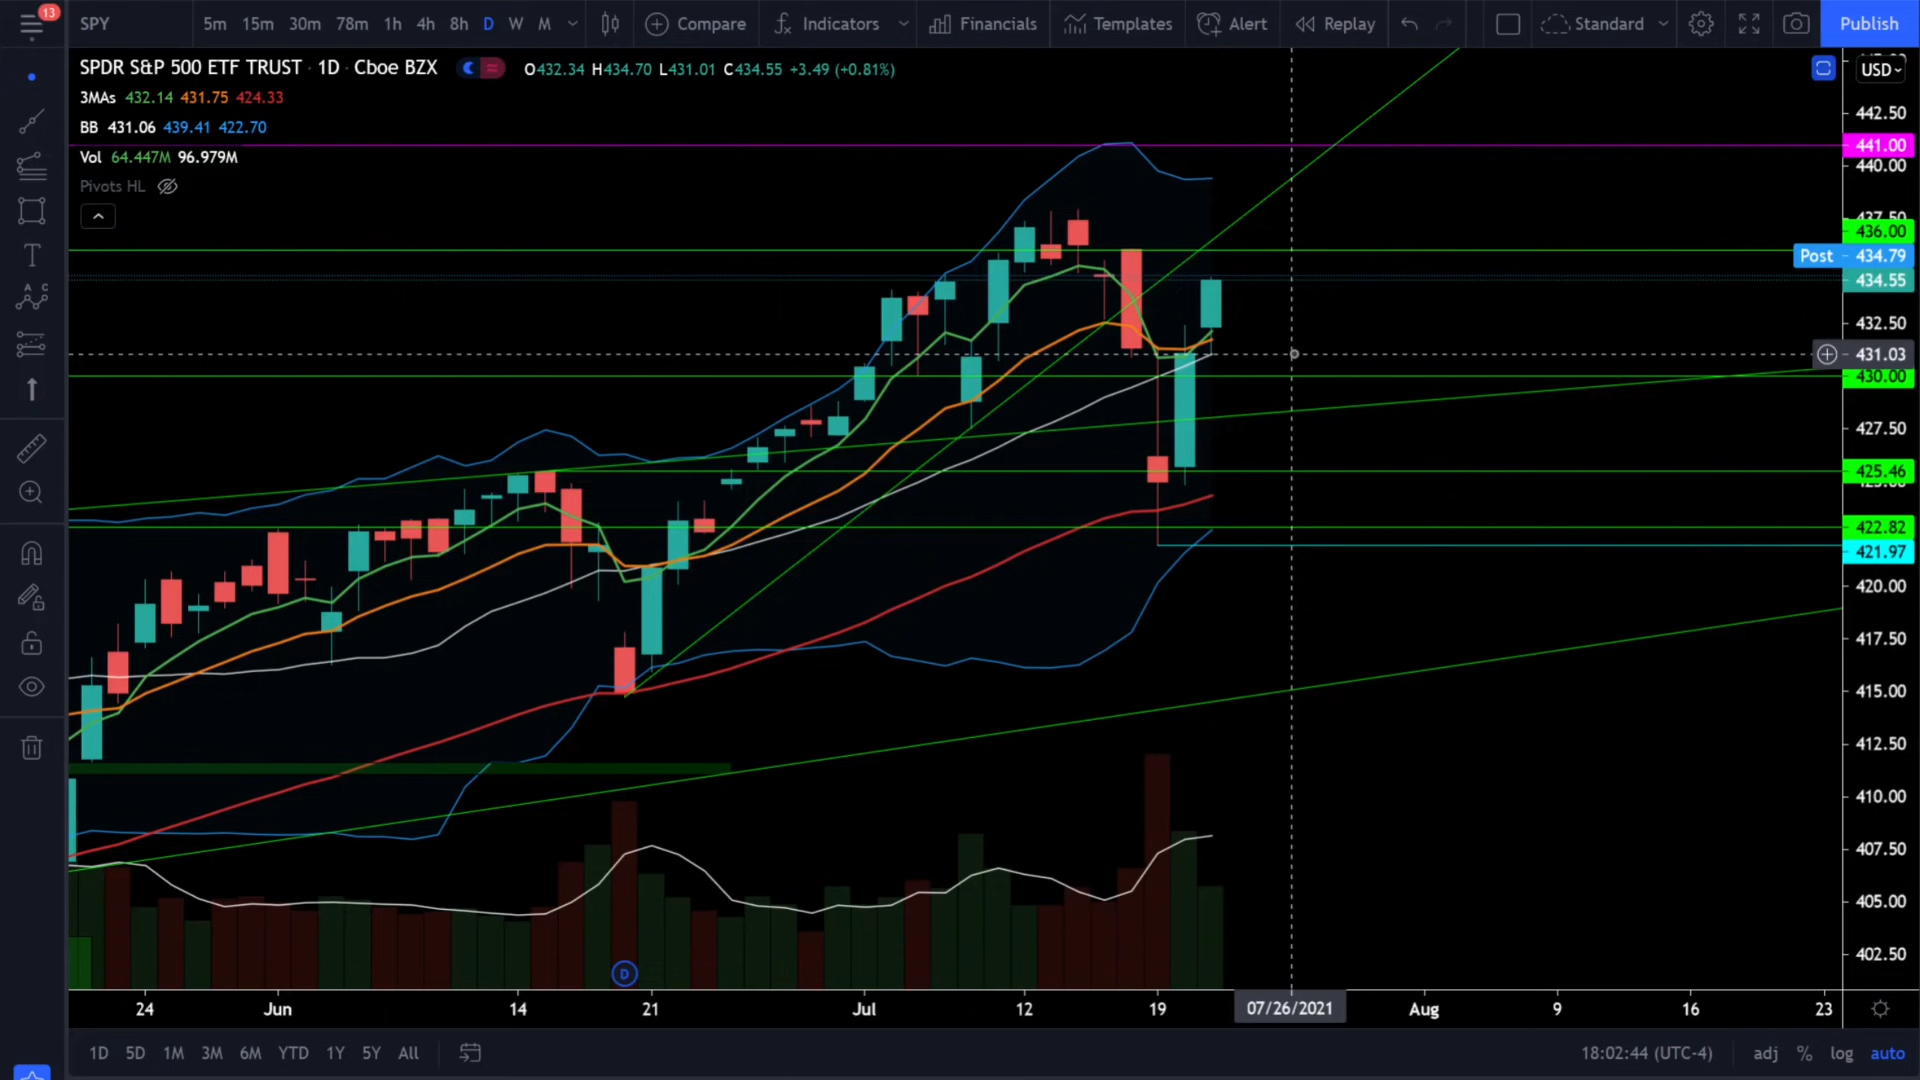 13
SPY
5m 15m 30m 78m 1h 4h 8h D W M
Compare
Indicators
Financials
Templates
Alert
Replay
Standard
Publish
SPDR S&P 500 ETF TRUST · 1D · Cboe BZX
O432.34 H434.70 L431.01 C434.55 +3.49 (+0.81%)
USD
3MAs 432.14 431.75 424.33
BB 431.06 439.41 422.70
Vol 64.447M 96.979M
Pivots HL
442.50
441.00
440.00
437.50
436.00
Post 434.79
434.55
432.50
431.03
430.00
427.50
425.46
422.82
421.97
420.00
417.50
415.00
412.50
410.00
407.50
405.00
402.50
D
24 Jun 14 21 Jul 12 19 07/26/2021 Aug 9 16 23
1D 5D 1M 3M 6M YTD 1Y 5Y All
18:02:44 (UTC-4)
adj % log auto